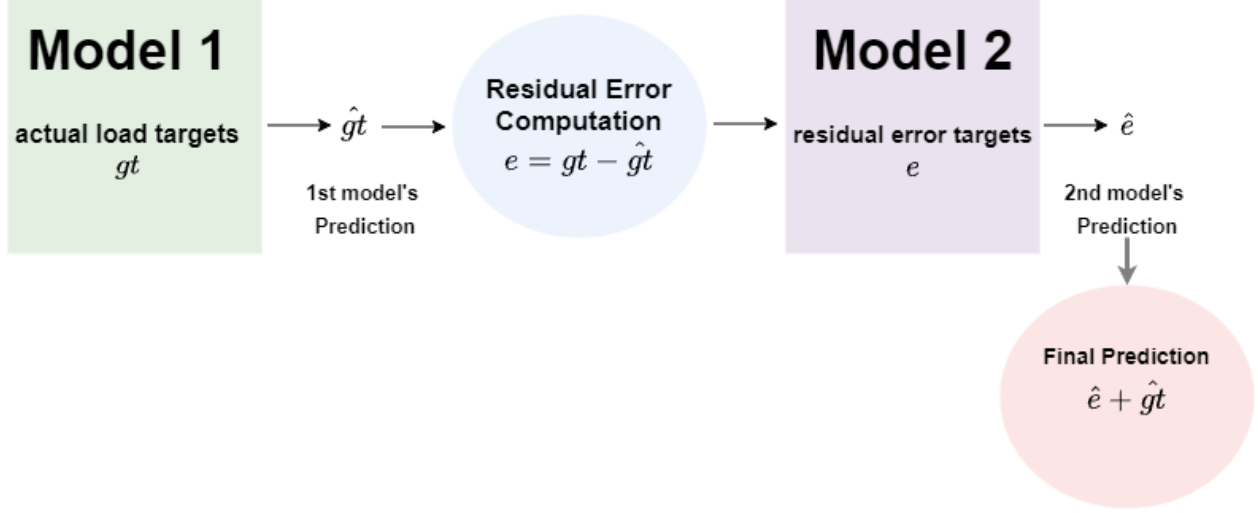 Model 1
actual load targets
gt
ĝt
1st model's
Prediction
Residual Error
Computation
e = gt − ĝt
Model 2
residual error targets
e
ê
2nd model's
Prediction
Final Prediction
ê + ĝt